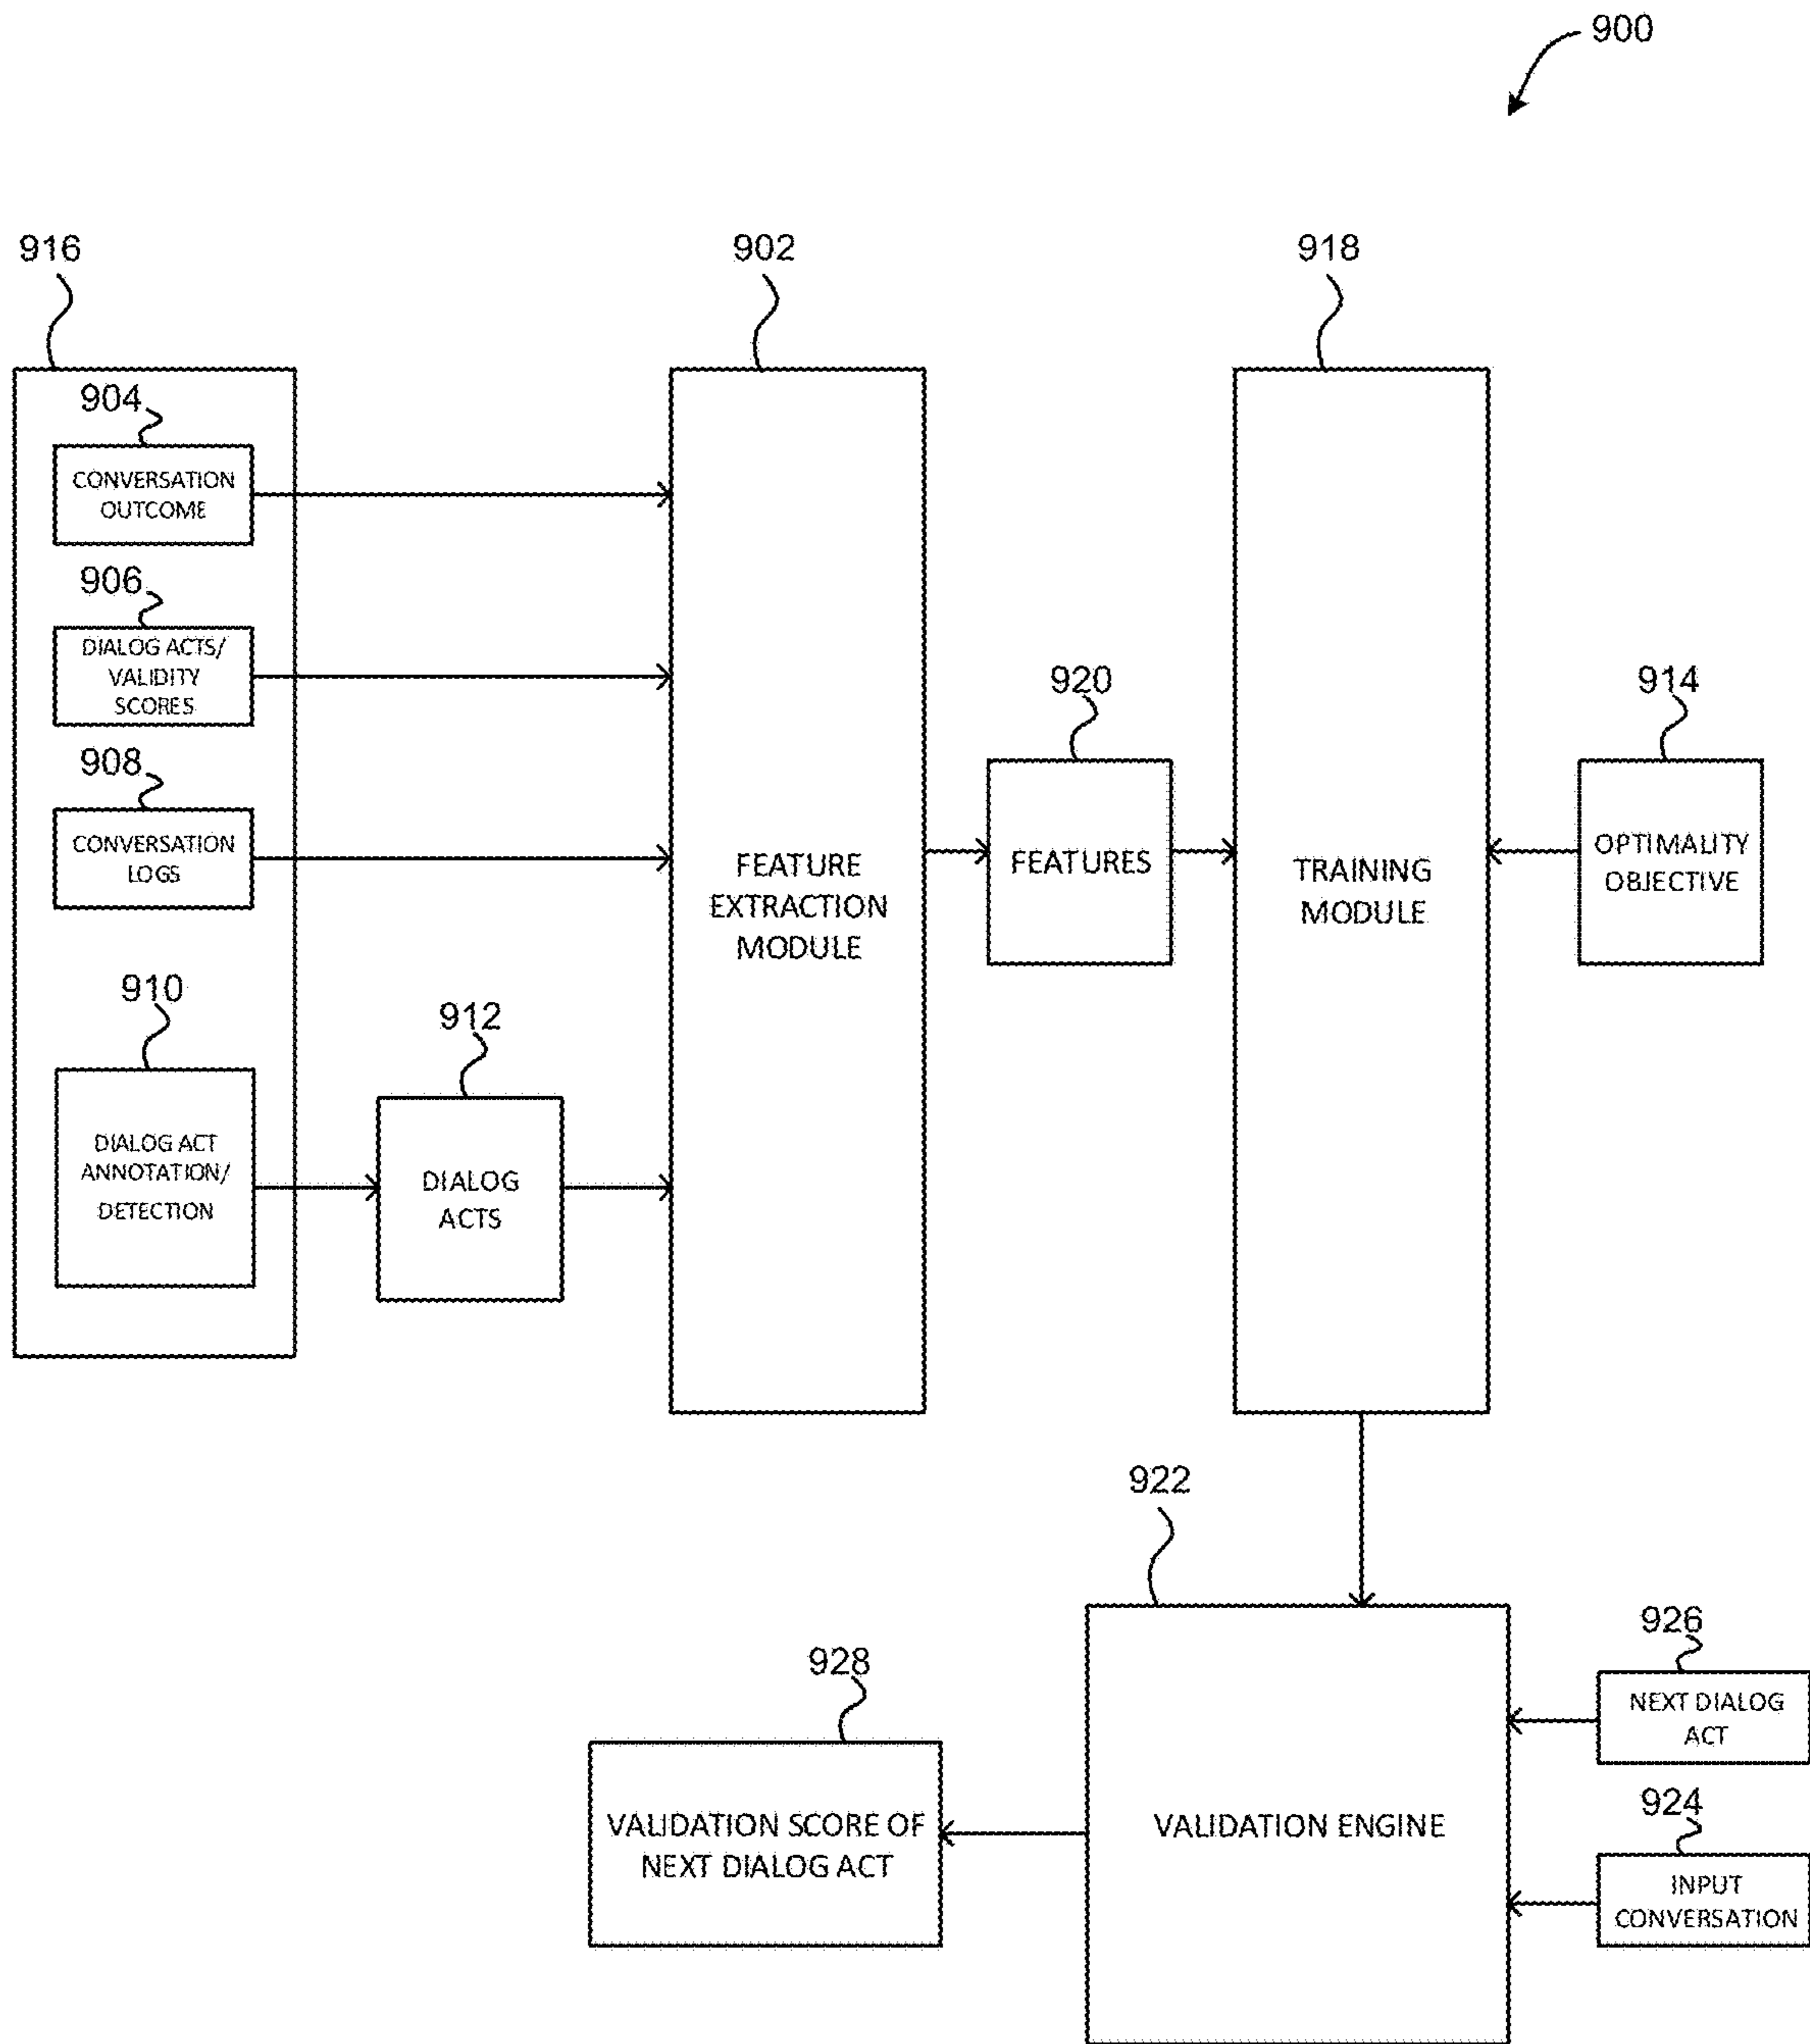 900
916
902
918
904
CONVERSATION
OUTCOME
906
DIALOG ACTS/
VALIDITY
SCORES
908
CONVERSATION
LOGS
910
DIALOG ACT
ANNOTATION/
DETECTION
912
DIALOG
ACTS
FEATURE
EXTRACTION
MODULE
920
FEATURES
TRAINING
MODULE
914
OPTIMALITY
OBJECTIVE
922
VALIDATION ENGINE
926
NEXT DIALOG
ACT
924
INPUT
CONVERSATION
928
VALIDATION SCORE OF
NEXT DIALOG ACT